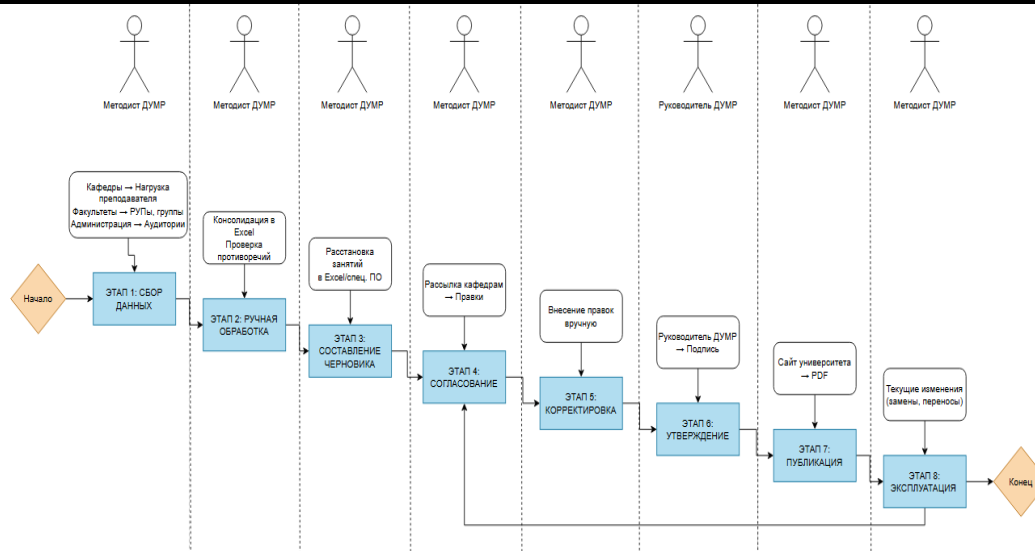 Методист ДУМР
Методист ДУМР
Методист ДУМР
Методист ДУМР
Методист ДУМР
Руководитель ДУМР
Методист ДУМР
Методист ДУМР
Кафедры → Нагрузка
преподавателя
Факультеты → РУПы, группы
Администрация → Аудитории
Консолидация в
Excel
Проверка
противоречий
Расстановка
занятий
в Excel/спец. ПО
Рассылка кафедрам
→ Правки
Внесение правок
вручную
Руководитель ДУМР
→ Подпись
Сайт университета
→ PDF
Текущие изменения
(замены, переносы)
Начало
ЭТАП 1: СБОР
ДАННЫХ
ЭТАП 2: РУЧНАЯ
ОБРАБОТКА
ЭТАП 3:
СОСТАВЛЕНИЕ
ЧЕРНОВИКА
ЭТАП 4:
СОГЛАСОВАНИЕ
ЭТАП 5:
КОРРЕКТИРОВКА
ЭТАП 6:
УТВЕРЖДЕНИЕ
ЭТАП 7:
ПУБЛИКАЦИЯ
ЭТАП 8:
ЭКСПЛУАТАЦИЯ
Конец